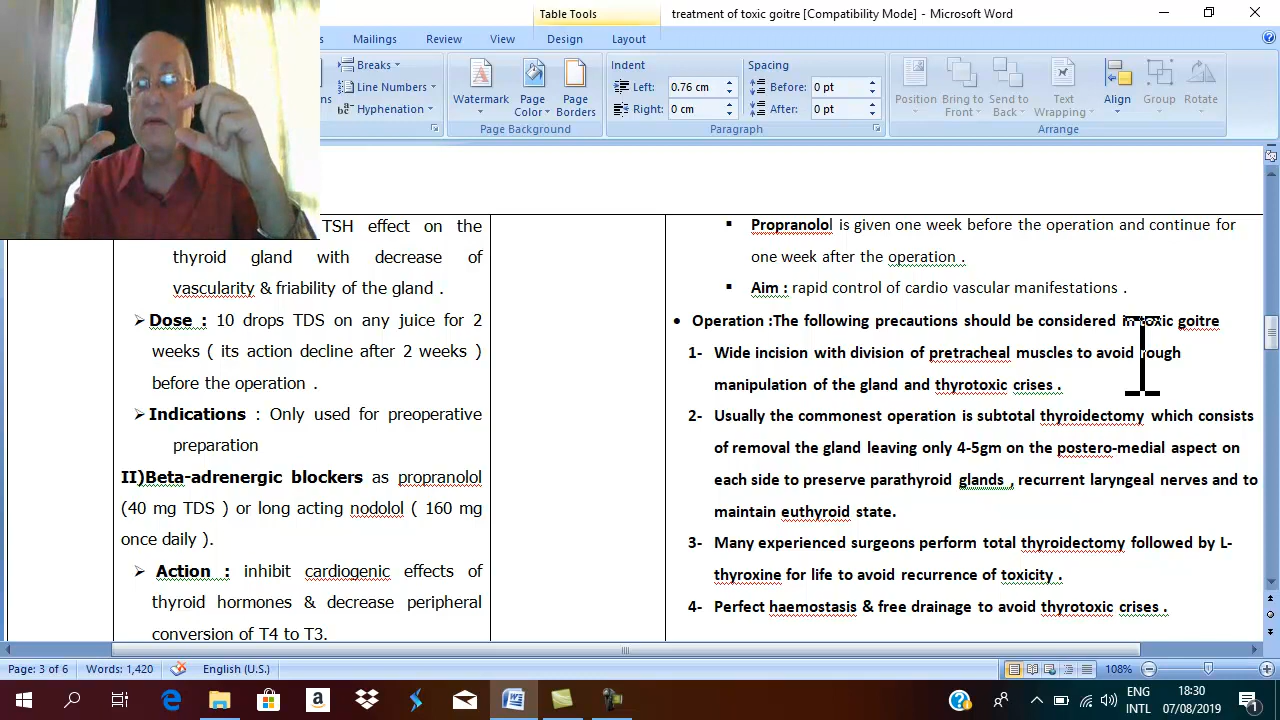 Table Tools
treatment of toxic goitre [Compatibility Mode] - Microsoft Word
Mailings
Review
View
Design
Layout
Breaks
Line Numbers
Hyphenation
Watermark
Page Color
Page Borders
Page Background
Indent
Left: 0.76 cm
Right: 0 cm
Spacing
Before: 0 pt
After: 0 pt
Paragraph
Position
Bring to Front
Send to Back
Text Wrapping
Align
Group
Rotate
Arrange
TSH effect on the
thyroid gland with decrease of
vascularity & friability of the gland .
➢ Dose : 10 drops TDS on any juice for 2
weeks ( its action decline after 2 weeks )
before the operation .
➢ Indications : Only used for preoperative
preparation
II)Beta-adrenergic blockers as propranolol
(40 mg TDS ) or long acting nodolol ( 160 mg
once daily ).
➢ Action : inhibit cardiogenic effects of
thyroid hormones & decrease peripheral
conversion of T4 to T3.
▪ Propranolol is given one week before the operation and continue for
one week after the operation .
▪ Aim : rapid control of cardio vascular manifestations .
• Operation :The following precautions should be considered in toxic goitre
1- Wide incision with division of pretracheal muscles to avoid rough
manipulation of the gland and thyrotoxic crises .
2- Usually the commonest operation is subtotal thyroidectomy which consists
of removal the gland leaving only 4-5gm on the postero-medial aspect on
each side to preserve parathyroid glands , recurrent laryngeal nerves and to
maintain euthyroid state.
3- Many experienced surgeons perform total thyroidectomy followed by L-
thyroxine for life to avoid recurrence of toxicity .
4- Perfect haemostasis & free drainage to avoid thyrotoxic crises .
Page: 3 of 6
Words: 1,420
English (U.S.)
108%
ENG
INTL
18:30
07/08/2019